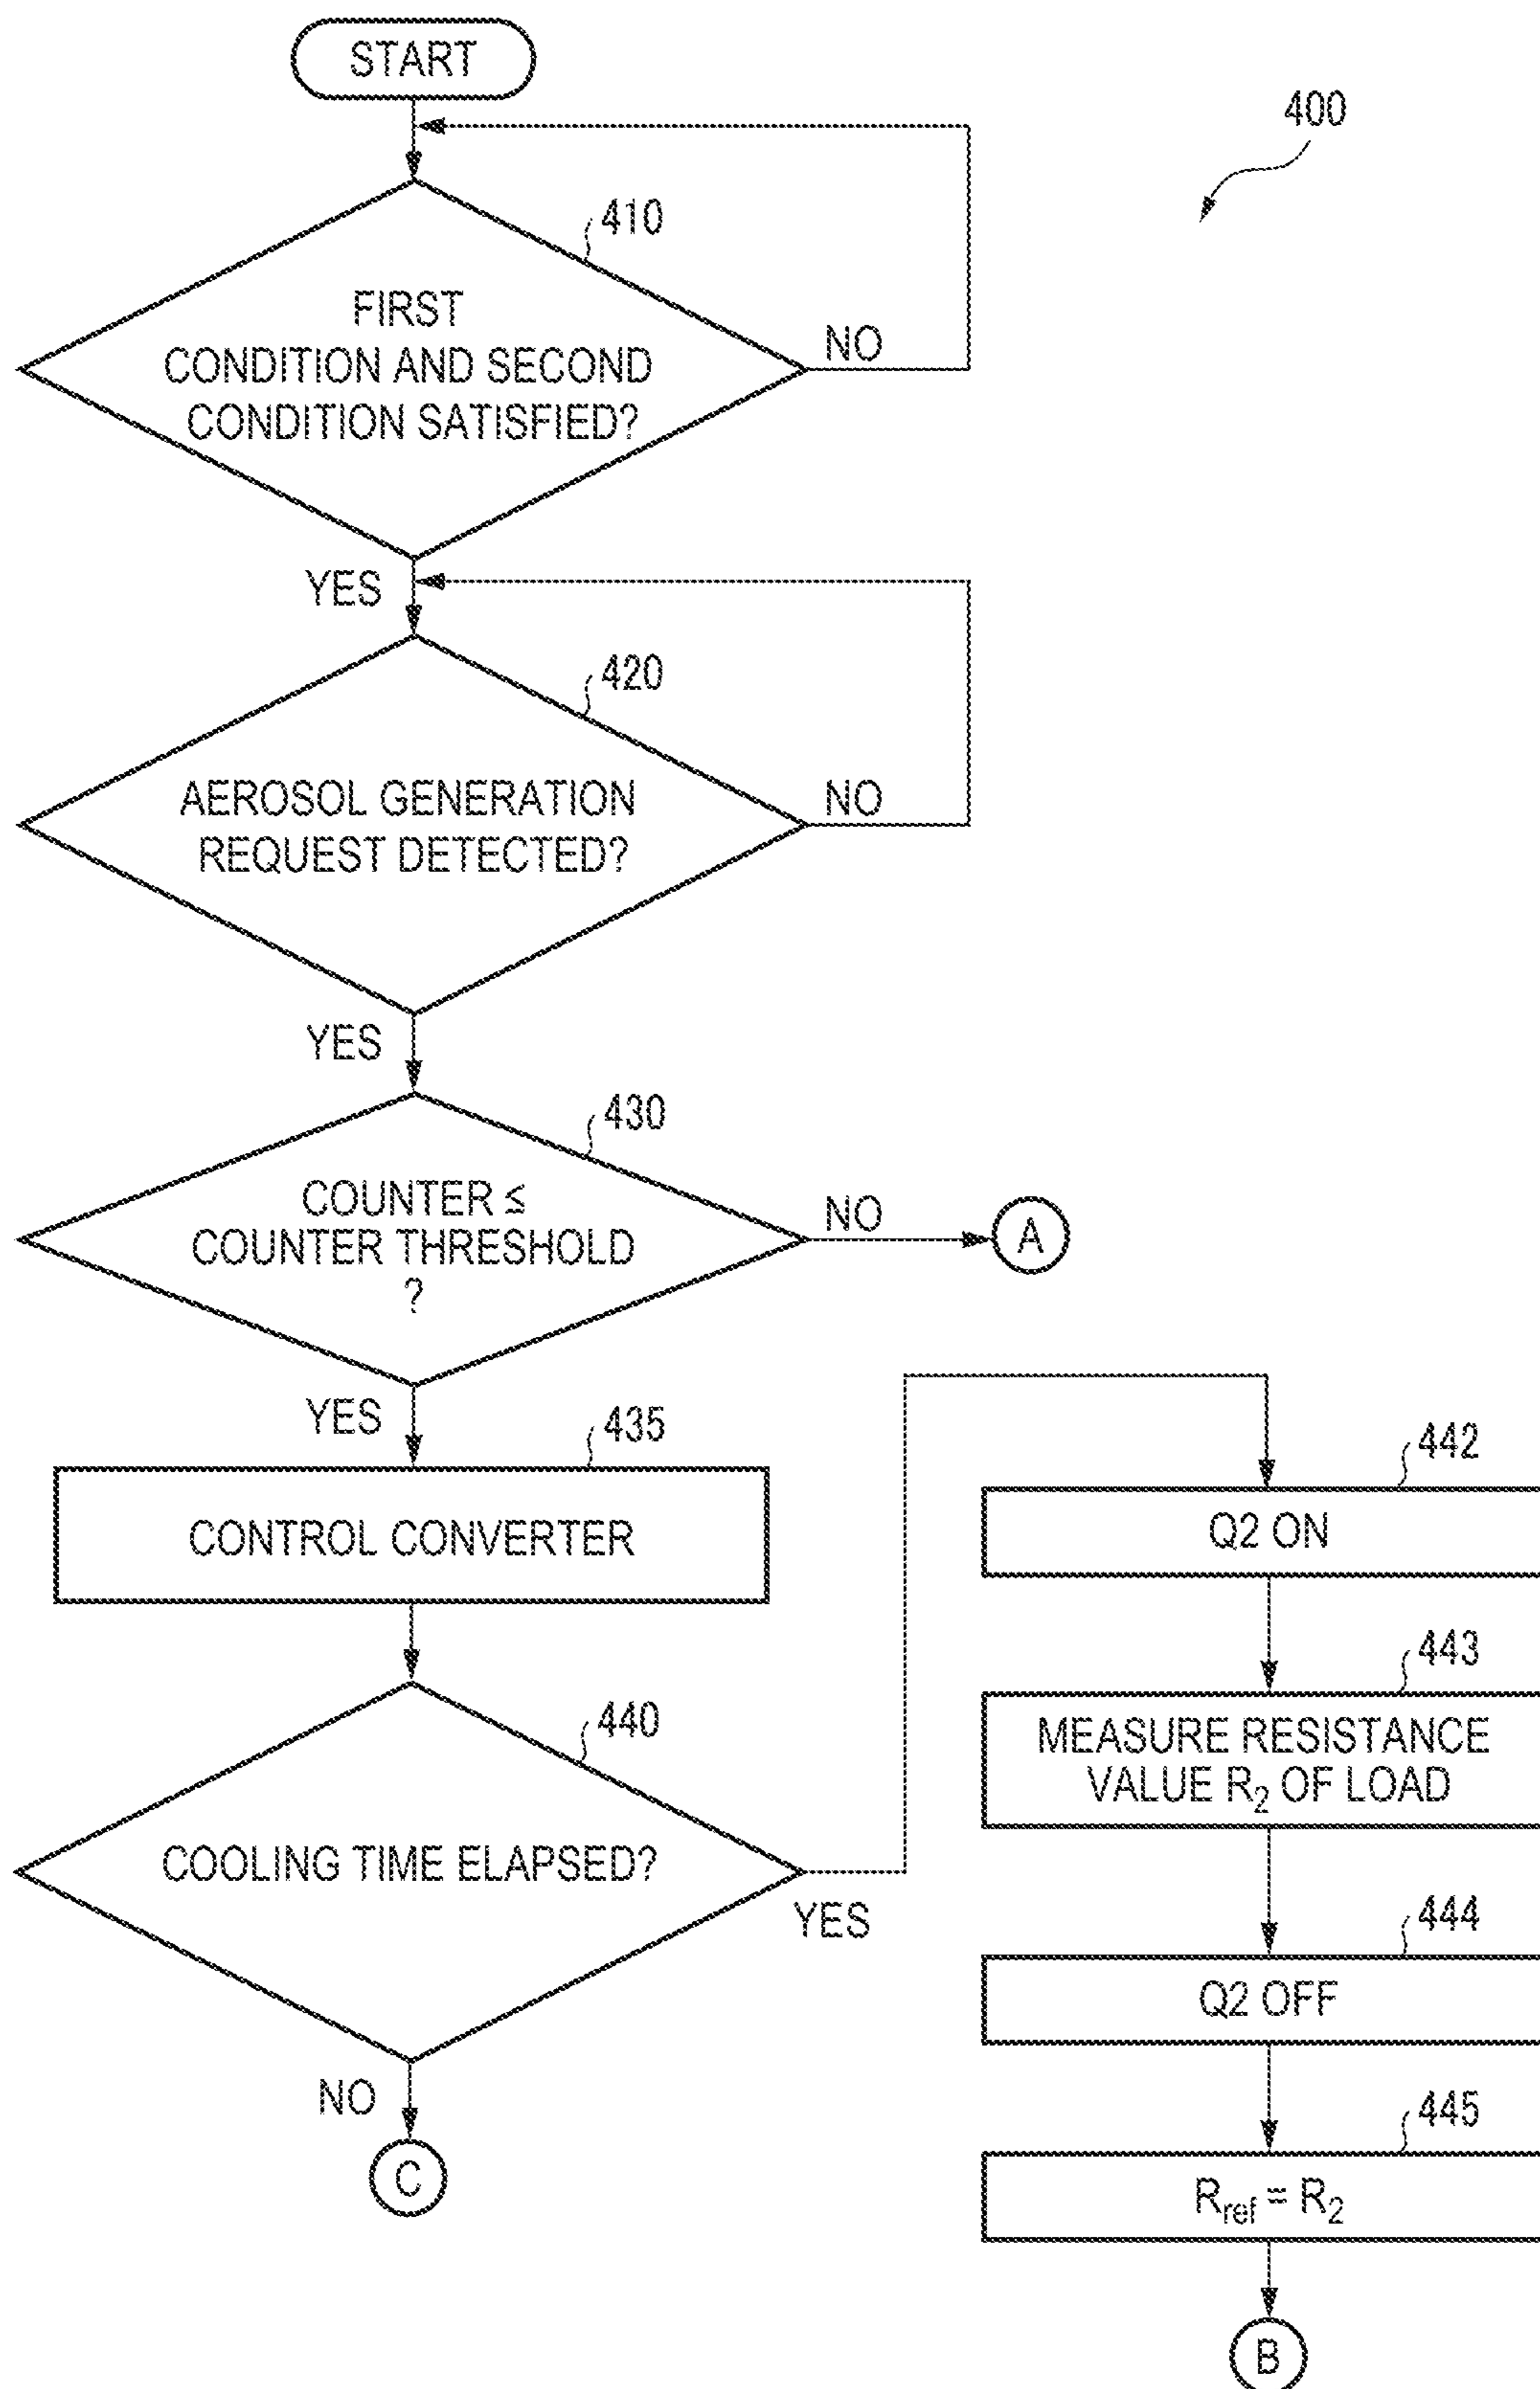 START
400
410
FIRST
CONDITION AND SECOND
CONDITION SATISFIED?
NO
YES
420
AEROSOL GENERATION
REQUEST DETECTED?
NO
YES
430
COUNTER ≤
COUNTER THRESHOLD
?
NO
A
YES
435
CONTROL CONVERTER
440
COOLING TIME ELAPSED?
YES
NO
C
442
Q2 ON
443
MEASURE RESISTANCE
VALUE R₂ OF LOAD
444
Q2 OFF
445
R_ref = R₂
B